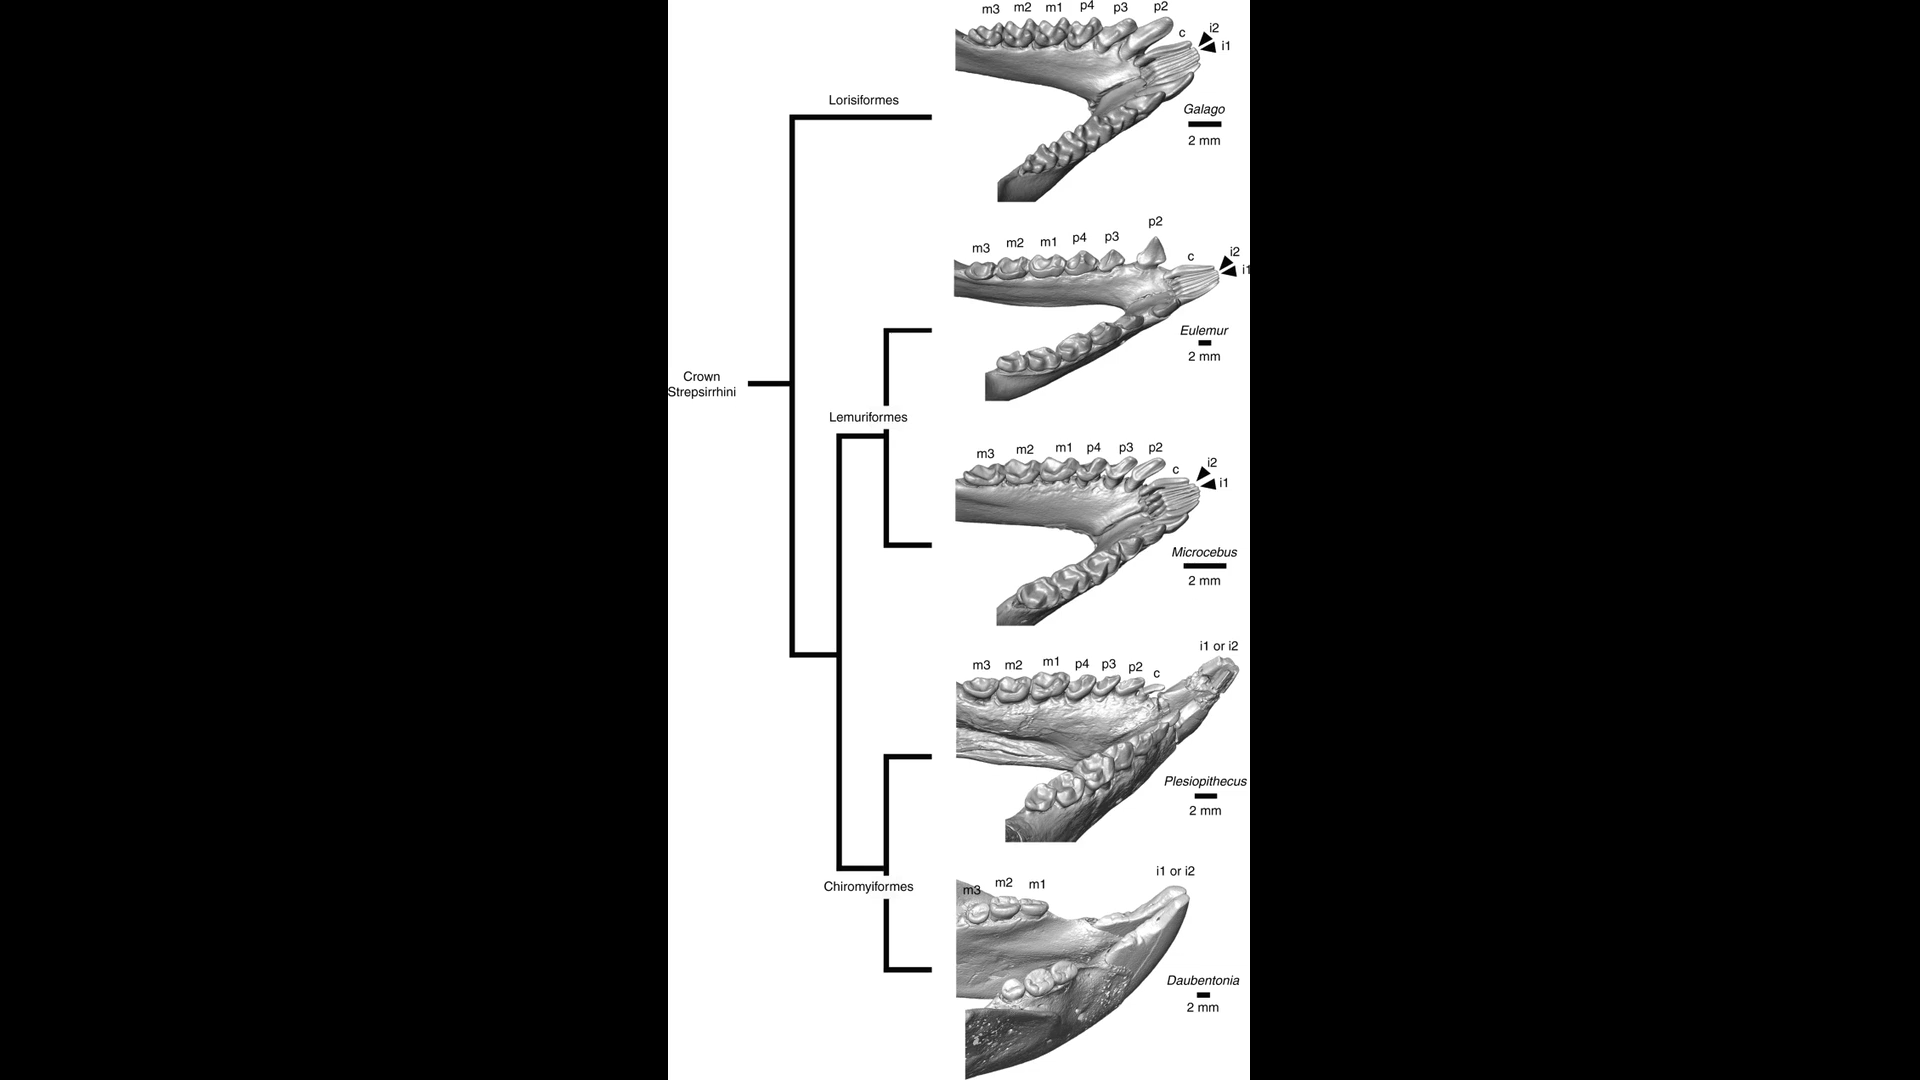 m3 m2 m1 p4 p3 p2
c i2
i1
Lorisiformes
Galago
2 mm
p2
m3 m2 m1 p4 p3
c i2
i1
Eulemur
2 mm
Crown
Strepsirrhini
Lemuriformes
m3 m2 m1 p4 p3 p2
c i2
i1
Microcebus
2 mm
i1 or i2
m3 m2 m1 p4 p3 p2 c
Plesiopithecus
2 mm
i1 or i2
m3 m2 m1
Chiromyiformes
Daubentonia
2 mm